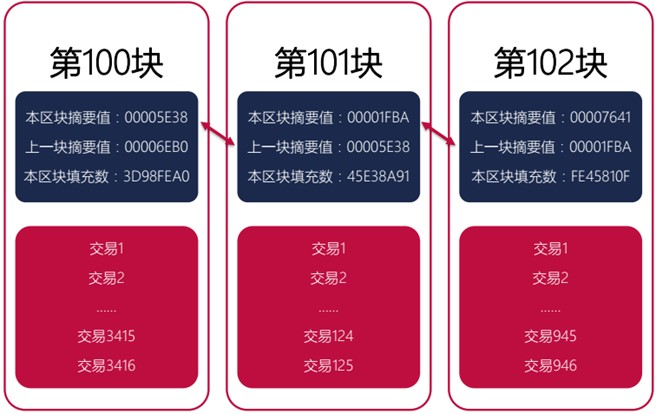 第100块
本区块摘要值：00005E38
上一块摘要值：00006EB0
本区块填充数：3D98FEA0
交易1
交易2
......
交易3415
交易3416
第101块
本区块摘要值：00001FBA
上一块摘要值：00005E38
本区块填充数：45E38A91
交易1
交易2
......
交易124
交易125
第102块
本区块摘要值：00007641
上一块摘要值：00001FBA
本区块填充数：FE45810F
交易1
交易2
......
交易945
交易946